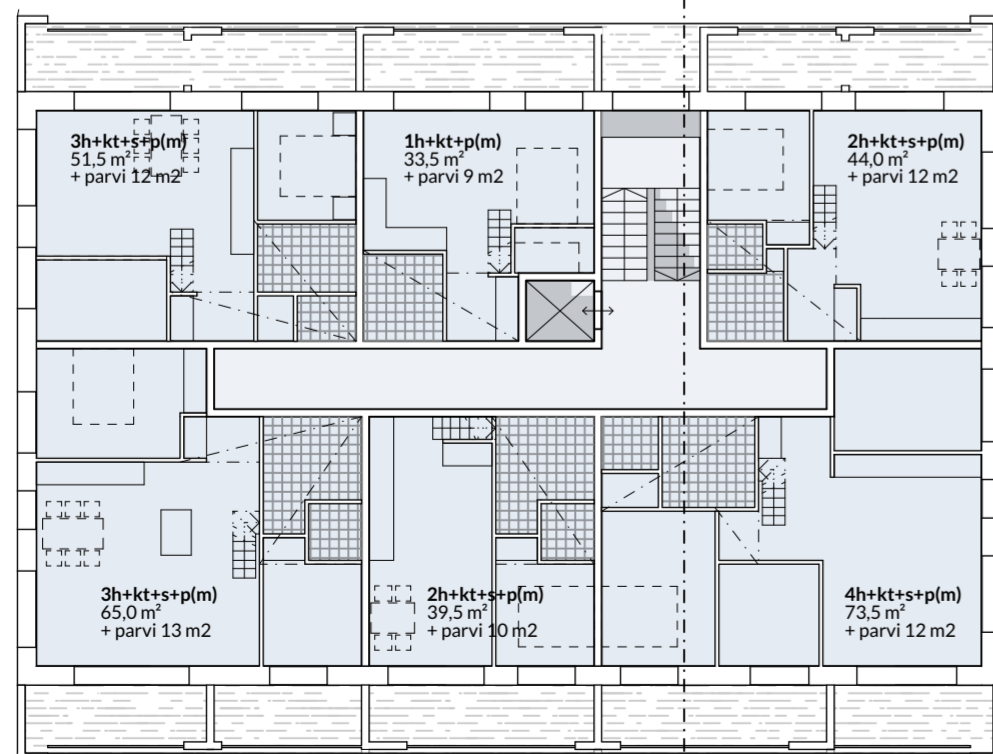 3h+kt+s+p(m)
51,5 m²
+ parvi 12 m2
1h+kt+p(m)
33,5 m²
+ parvi 9 m2
2h+kt+s+p(m)
44,0 m²
+ parvi 12 m2
3h+kt+s+p(m)
65,0 m²
+ parvi 13 m2
2h+kt+s+p(m)
39,5 m²
+ parvi 10 m2
4h+kt+s+p(m)
73,5 m²
+ parvi 12 m2